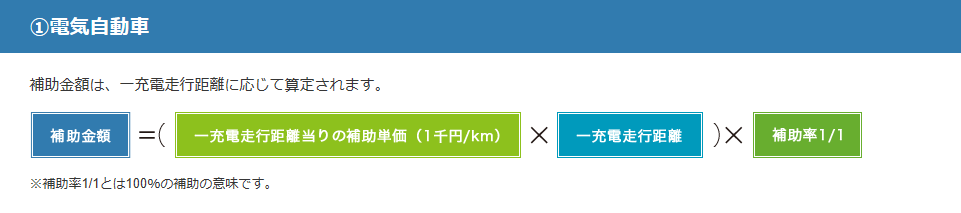 ①電気自動車
補助金額は、一充電走行距離に応じて算定されます。
補助金額 =( 一充電走行距離当りの補助単価（1千円/km） × 一充電走行距離 )× 補助率1/1
※補助率1/1とは100%の補助の意味です。